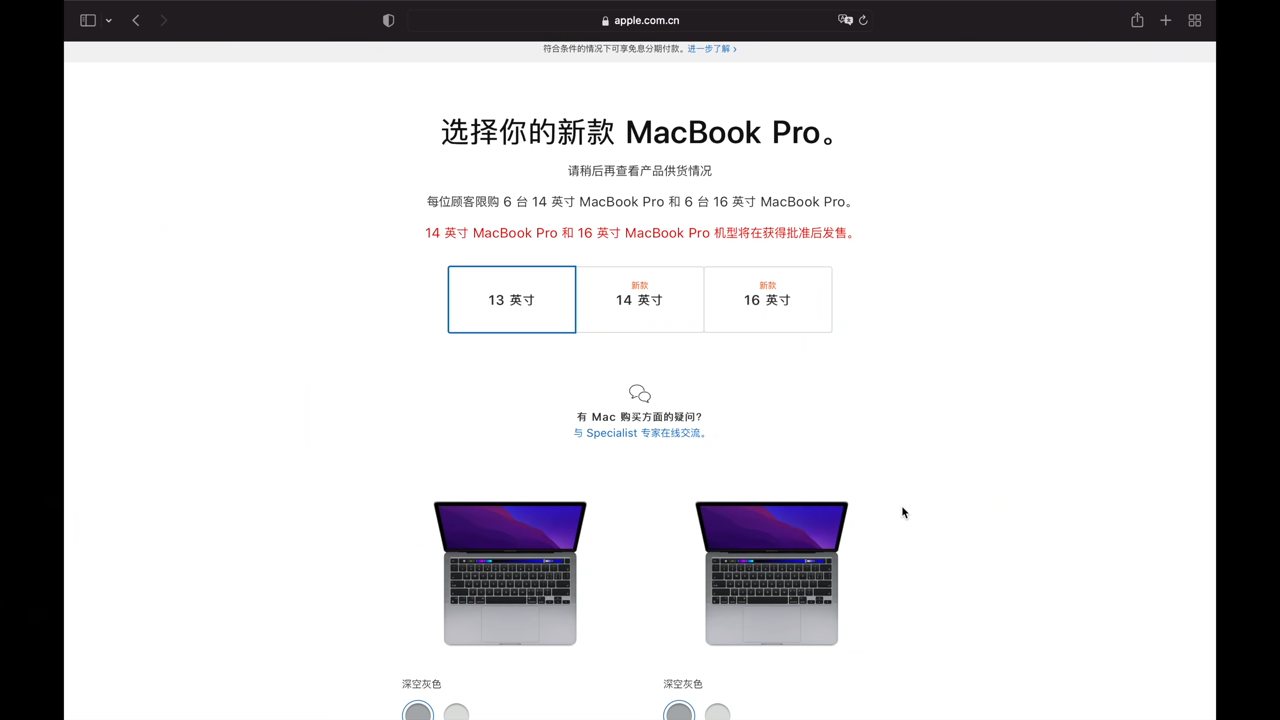 apple.com.cn
符合条件的情况下可享免息分期付款。进一步了解 ›
选择你的新款 MacBook Pro。
请稍后再查看产品供货情况
每位顾客限购 6 台 14 英寸 MacBook Pro 和 6 台 16 英寸 MacBook Pro。
14 英寸 MacBook Pro 和 16 英寸 MacBook Pro 机型将在获得批准后发售。
13 英寸
新款
14 英寸
新款
16 英寸
有 Mac 购买方面的疑问?
与 Specialist 专家在线交流。
深空灰色
深空灰色